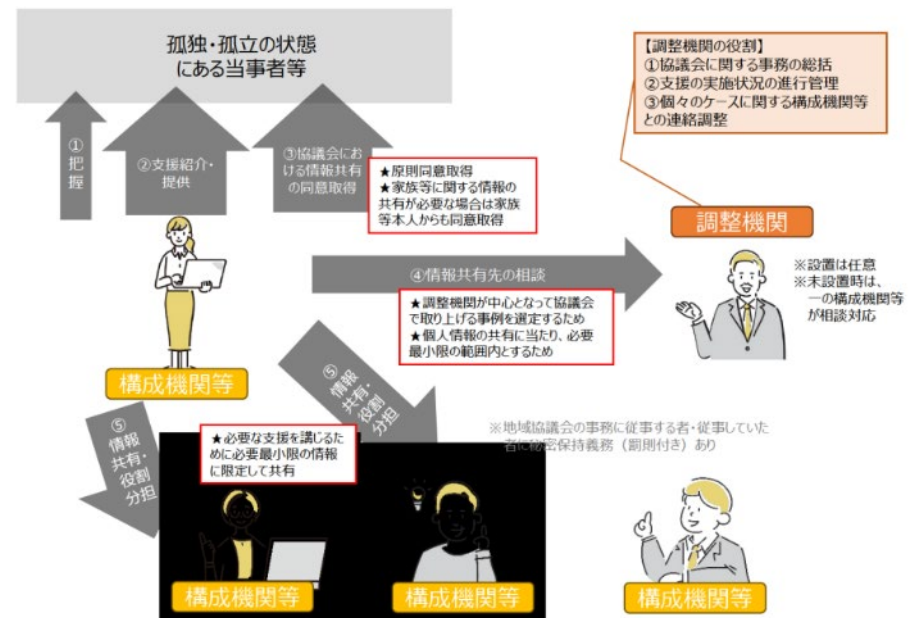 孤独・孤立の状態
にある当事者等
【調整機関の役割】
①協議会に関する事務の総括
②支援の実施状況の進行管理
③個々のケースに関する構成機関等
との連絡調整
①
把
握
②支援紹介・
提供
③協議会にお
ける情報共有
の同意取得
★原則同意取得
★家族等に関する情報の
共有が必要な場合は家族
等本人からも同意取得
調整機関
④情報共有先の相談
※設置は任意
※未設置時は、
一の構成機関等
が相談対応
★調整機関が中心となって協議会
で取り上げる事例を選定するため
★個人情報の共有に当たり、必要
最小限の範囲内とするため
構成機関等
⑤
情報
共有・
役割
分担
⑤
情報
共有・
役割
分担
★必要な支援を講じるた
めに必要最小限の情報
に限定して共有
※地域協議会の事務に従事する者・従事していた
者に秘密保持義務（罰則付き）あり
構成機関等
構成機関等
構成機関等